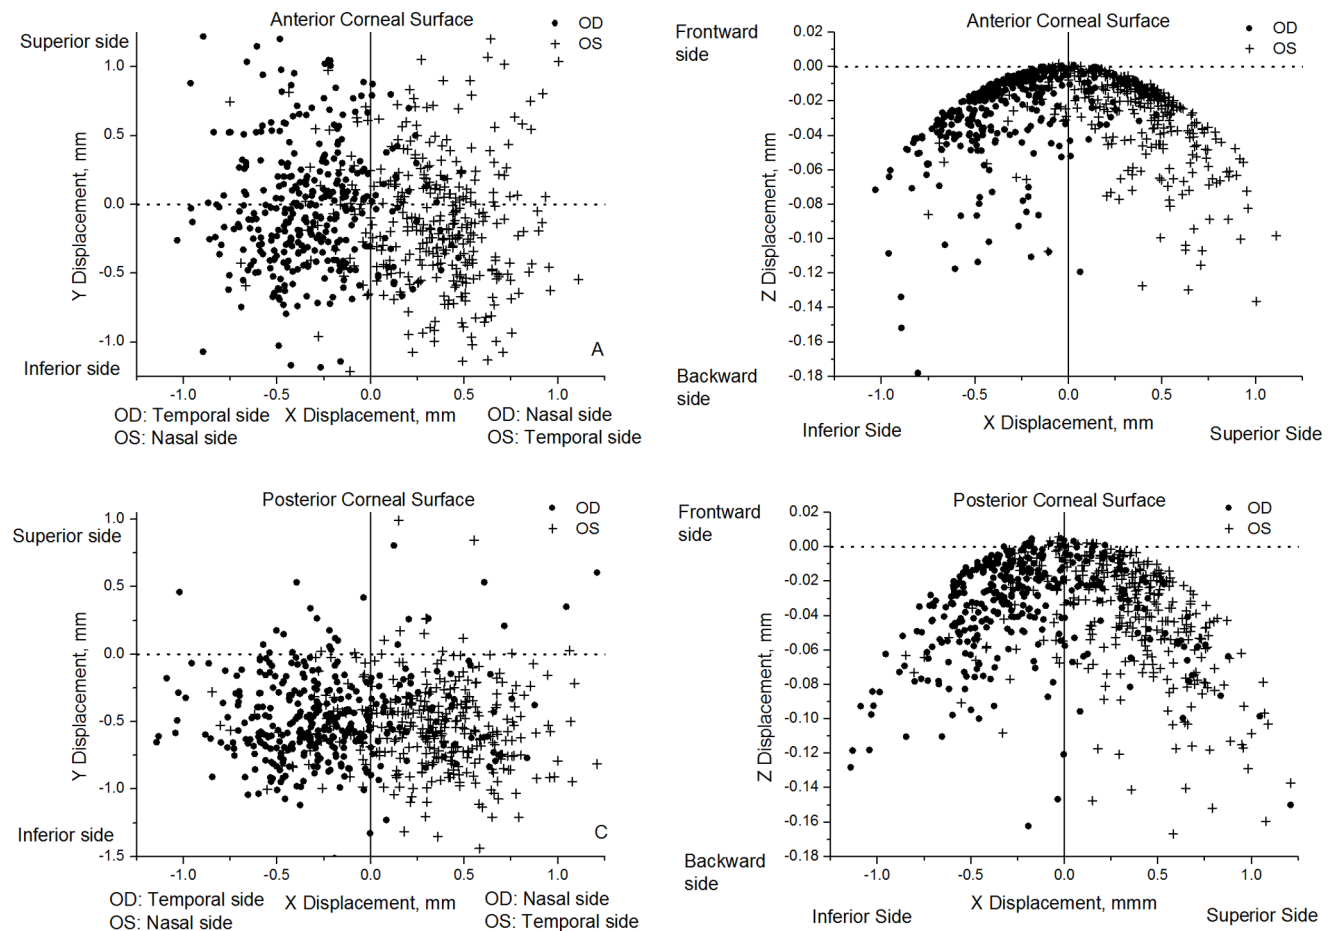 Anterior Corneal Surface
OD
OS
Superior side
1.0
0.5
0.0
-0.5
-1.0
Y Displacement, mm
Inferior side
A
-1.0
-0.5
0.0
0.5
1.0
OD: Temporal side
X Displacement, mm
OD: Nasal side
OS: Nasal side
OS: Temporal side
Anterior Corneal Surface
OD
OS
Frontward
side
0.02
0.00
-0.02
-0.04
-0.06
-0.08
-0.10
-0.12
-0.14
-0.16
-0.18
Z Displacement, mm
Backward
side
-1.0
-0.5
0.0
0.5
1.0
Inferior Side
X Displacement, mm
Superior Side
Posterior Corneal Surface
OD
OS
Superior side
1.0
0.5
0.0
-0.5
-1.0
-1.5
Y Displacement, mm
Inferior side
C
-1.0
-0.5
0.0
0.5
1.0
OD: Temporal side
X Displacement, mm
OD: Nasal side
OS: Nasal side
OS: Temporal side
Posterior Corneal Surface
OD
OS
Frontward
side
0.02
0.00
-0.02
-0.04
-0.06
-0.08
-0.10
-0.12
-0.14
-0.16
-0.18
Z Displacement, mm
Backward
side
-1.0
-0.5
0.0
0.5
1.0
Inferior Side
X Displacement, mmm
Superior Side